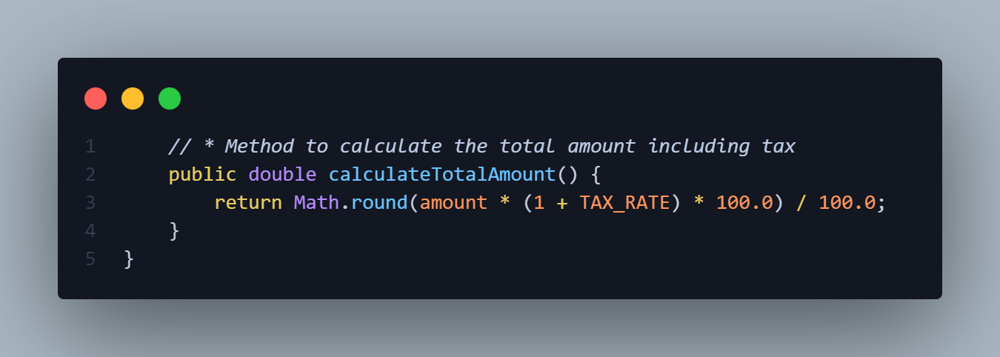 1 // * Method to calculate the total amount including tax
2 public double calculateTotalAmount() {
3 return Math.round(amount * (1 + TAX_RATE) * 100.0) / 100.0;
4 }
5 }